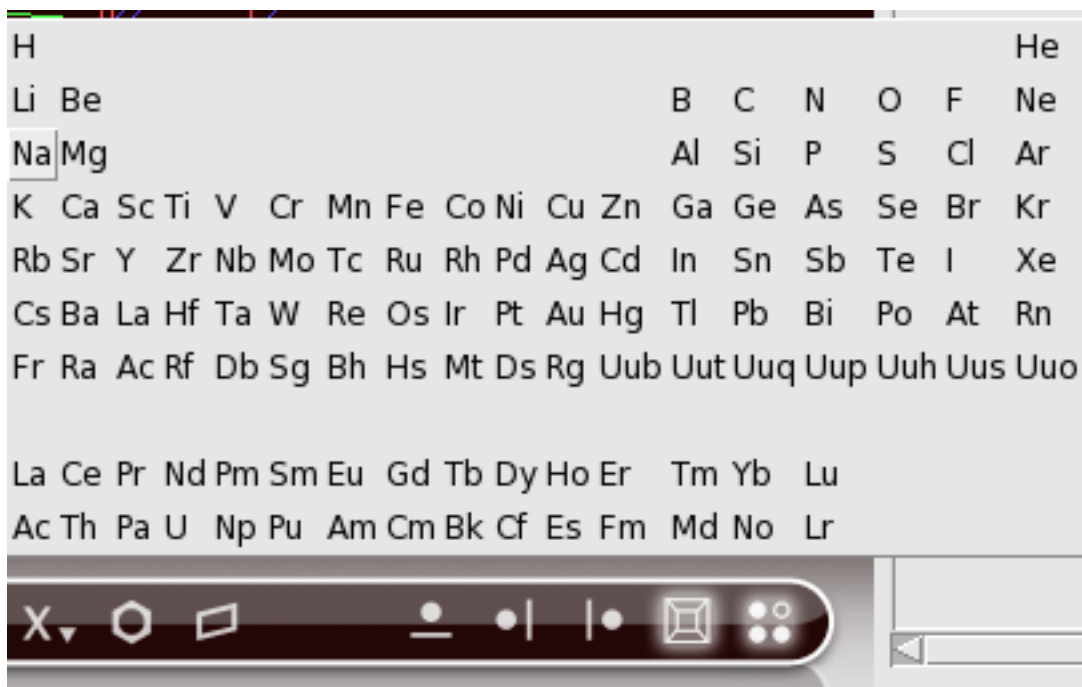 H He
Li Be B C N O F Ne
Na Mg Al Si P S Cl Ar
K Ca Sc Ti V Cr Mn Fe Co Ni Cu Zn Ga Ge As Se Br Kr
Rb Sr Y Zr Nb Mo Tc Ru Rh Pd Ag Cd In Sn Sb Te I Xe
Cs Ba La Hf Ta W Re Os Ir Pt Au Hg Tl Pb Bi Po At Rn
Fr Ra Ac Rf Db Sg Bh Hs Mt Ds Rg Uub Uut Uuq Uup Uuh Uus Uuo
La Ce Pr Nd Pm Sm Eu Gd Tb Dy Ho Er Tm Yb Lu
Ac Th Pa U Np Pu Am Cm Bk Cf Es Fm Md No Lr
X